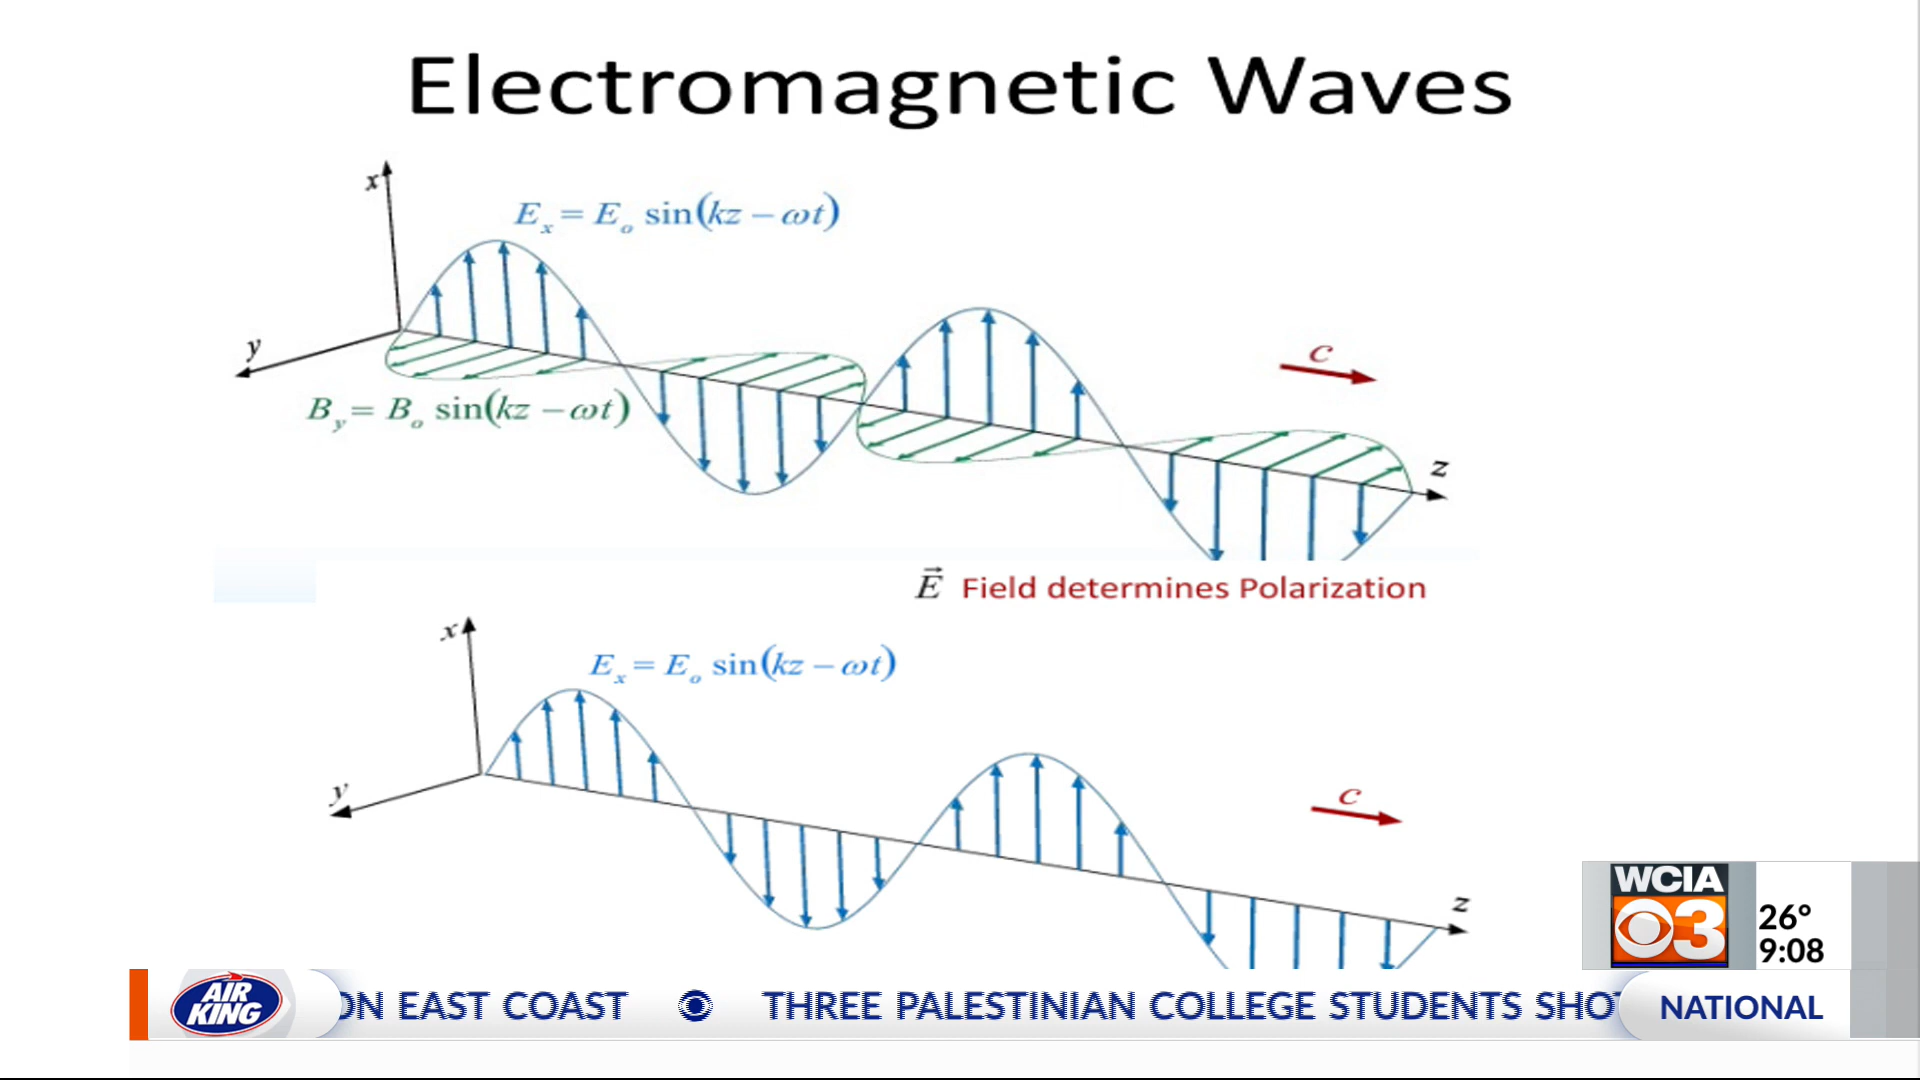 Electromagnetic Waves
x
E_x = E_o sin(kz − ωt)
y
c
B_y = B_o sin(kz − ωt)
z
E⃗ Field determines Polarization
x
E_x = E_o sin(kz − ωt)
y
c
z
WCIA
3
26°
9:08
AIR
KING
ON EAST COAST THREE PALESTINIAN COLLEGE STUDENTS SHO
NATIONAL